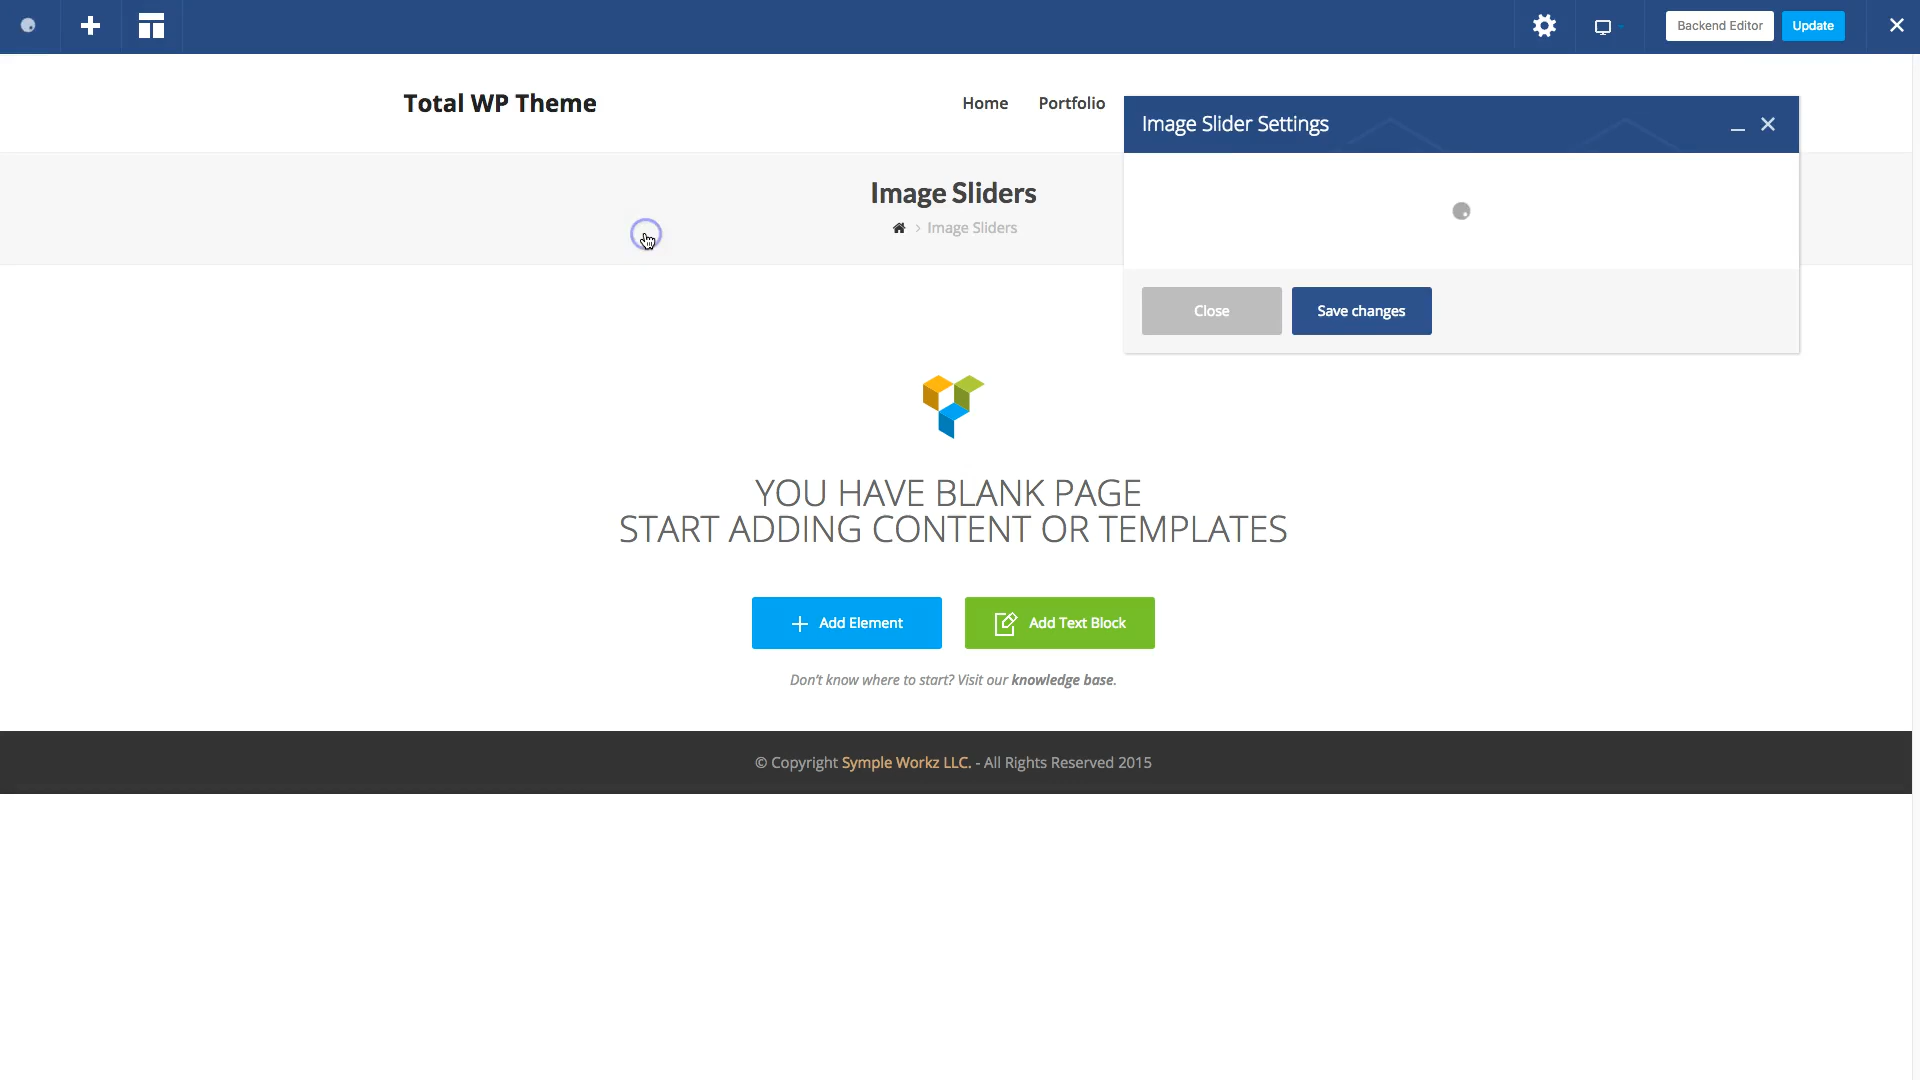 Backend Editor
Update
Total WP Theme
Home
Portfolio
Image Slider Settings
Image Sliders
Image Sliders
Close
Save changes
YOU HAVE BLANK PAGE
START ADDING CONTENT OR TEMPLATES
Add Element
Add Text Block
Don't know where to start? Visit our knowledge base.
© Copyright Symple Workz LLC. - All Rights Reserved 2015